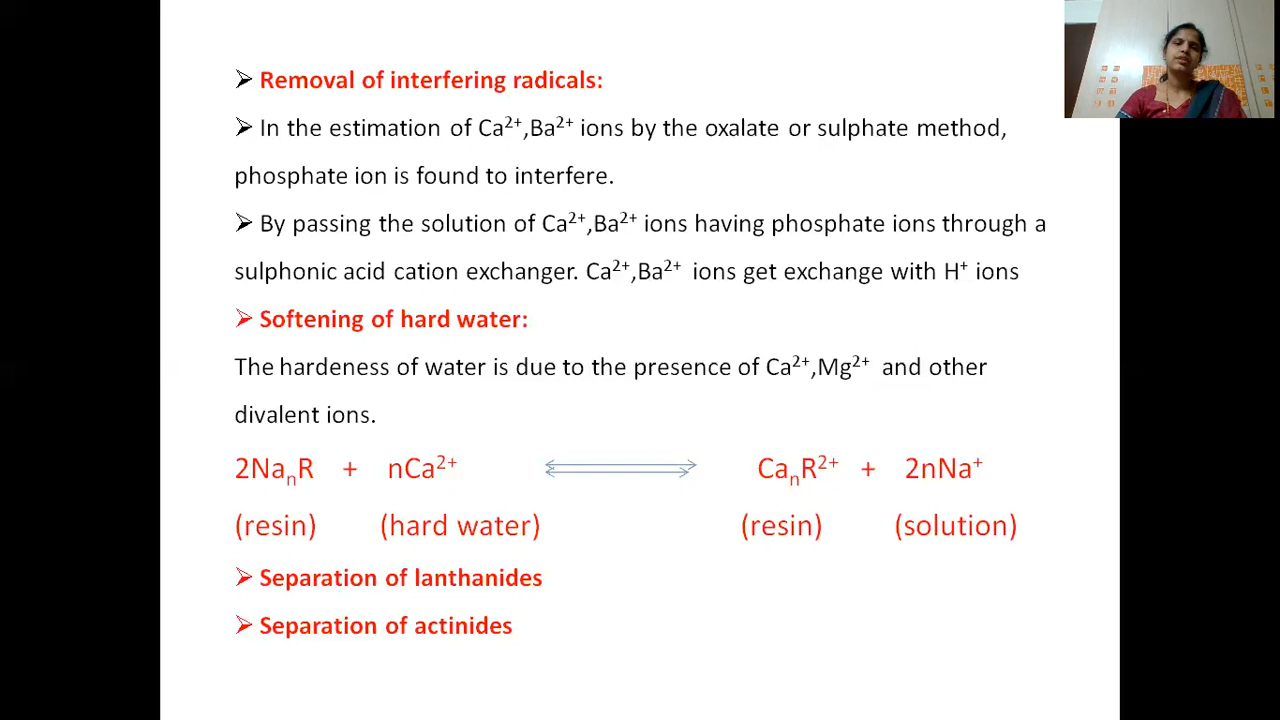 ➢ Removal of interfering radicals:
➢ In the estimation of Ca²⁺,Ba²⁺ ions by the oxalate or sulphate method,
phosphate ion is found to interfere.
➢ By passing the solution of Ca²⁺,Ba²⁺ ions having phosphate ions through a
sulphonic acid cation exchanger. Ca²⁺,Ba²⁺ ions get exchange with H⁺ ions
➢ Softening of hard water:
The hardeness of water is due to the presence of Ca²⁺,Mg²⁺ and other
divalent ions.
2NaₙR + nCa²⁺ ⇌ CaₙR²⁺ + 2nNa⁺
(resin) (hard water) (resin) (solution)
➢ Separation of lanthanides
➢ Separation of actinides